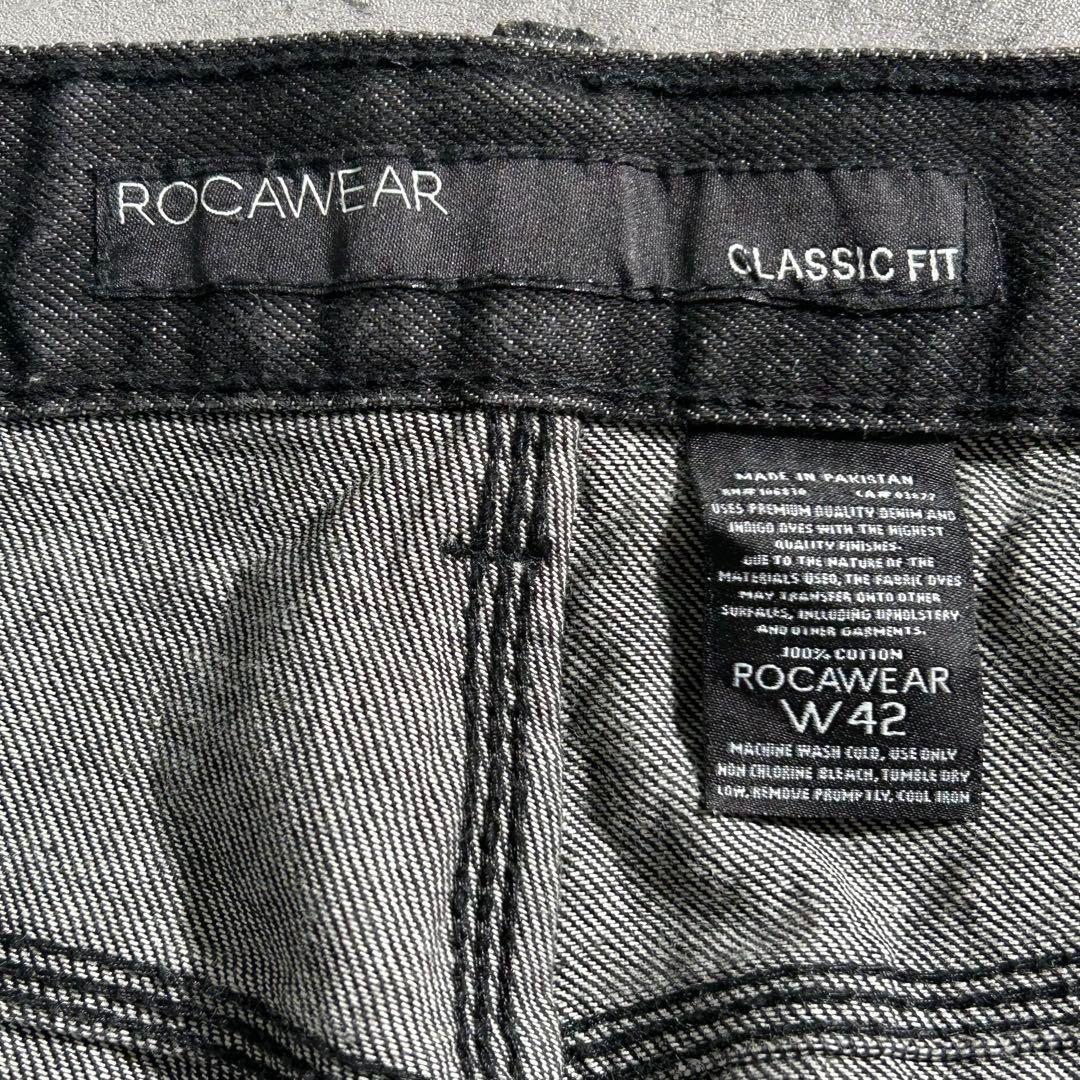 ROCAWEAR
CLASSIC FIT
MADE IN PAKISTAN
RN# CA#
USES PREMIUM QUALITY DENIM AND
INDIGO DYES WITH THE HIGHEST
QUALITY FINISHES.
DUE TO THE NATURE OF THE
MATERIALS USED, THE FABRIC DYES
MAY TRANSFER ONTO OTHER
SURFACES, INCLUDING UPHOLSTERY
AND OTHER GARMENTS.
100% COTTON
ROCAWEAR
W42
MACHINE WASH COLD, USE ONLY
NON CHLORINE BLEACH, TUMBLE DRY
LOW, REMOVE PROMPTLY, COOL IRON